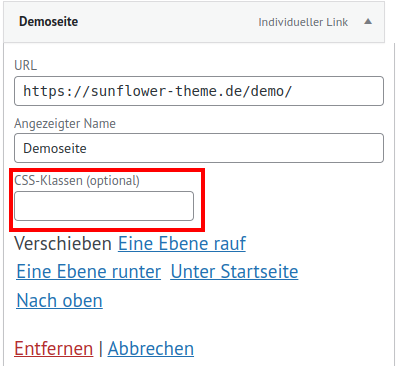 Demoseite Individueller Link
URL
https://sunflower-theme.de/demo/
Angezeigter Name
Demoseite
CSS-Klassen (optional)
Verschieben Eine Ebene rauf
Eine Ebene runter Unter Startseite
Nach oben
Entfernen | Abbrechen